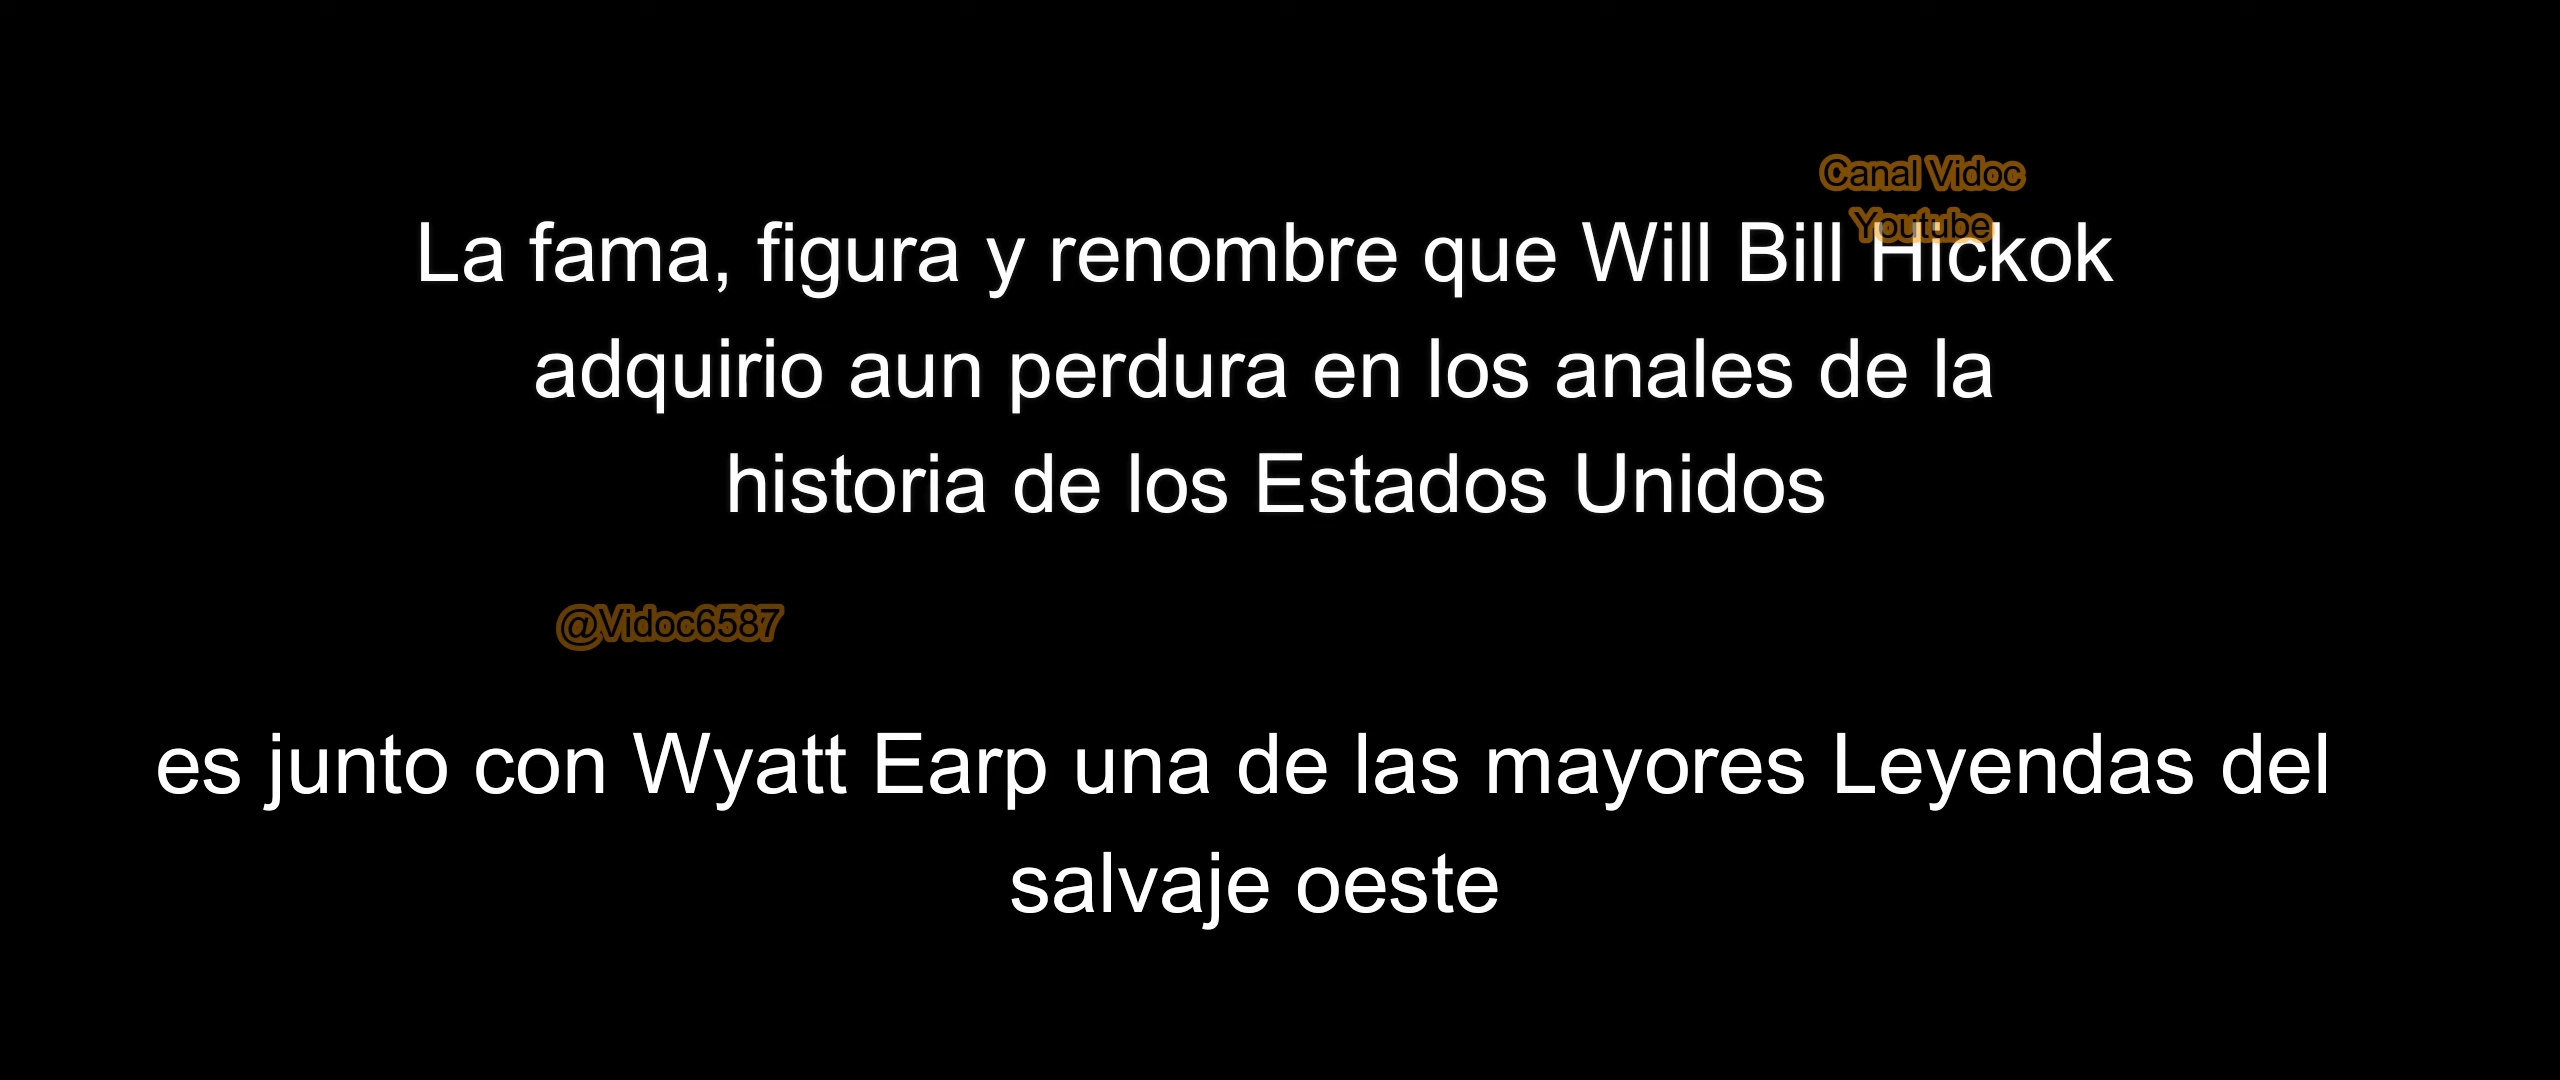 Canal Vidoc
Youtube
La fama, figura y renombre que Will Bill Hickok
adquirio aun perdura en los anales de la
historia de los Estados Unidos
@Vidoc6587
es junto con Wyatt Earp una de las mayores Leyendas del
salvaje oeste